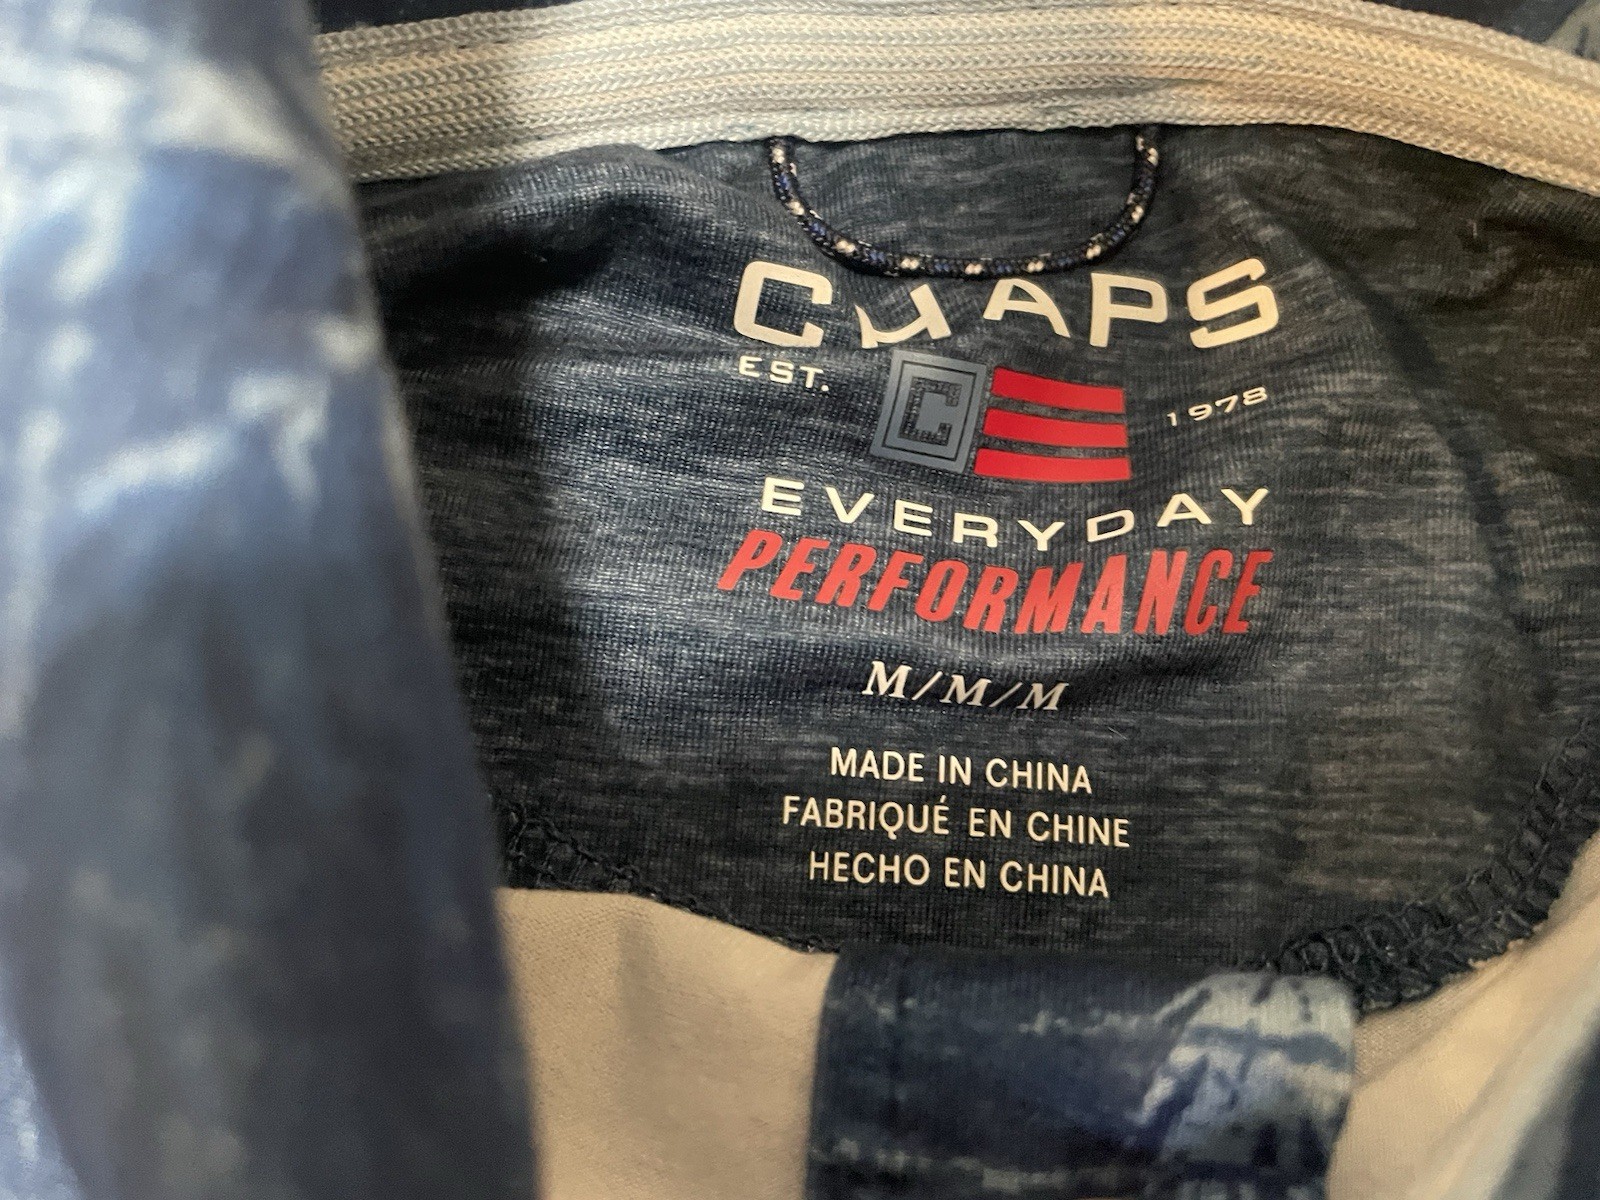 CHAPS
EST. C 1978
EVERYDAY
PERFORMANCE
M/M/M
MADE IN CHINA
FABRIQUÉ EN CHINE
HECHO EN CHINA